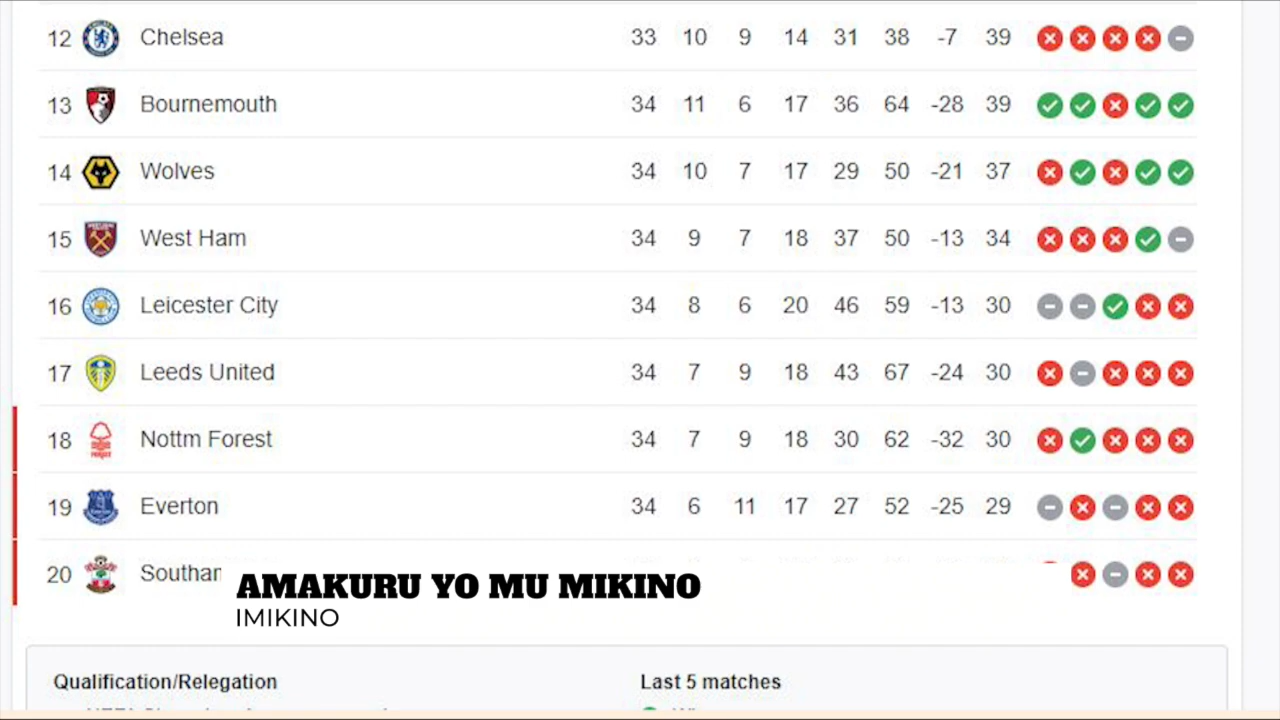 12 Chelsea 33 10 9 14 31 38 -7 39
13 Bournemouth 34 11 6 17 36 64 -28 39
14 Wolves 34 10 7 17 29 50 -21 37
15 West Ham 34 9 7 18 37 50 -13 34
16 Leicester City 34 8 6 20 46 59 -13 30
17 Leeds United 34 7 9 18 43 67 -24 30
18 Nottm Forest 34 7 9 18 30 62 -32 30
19 Everton 34 6 11 17 27 52 -25 29
20
AMAKURU YO MU MIKINO
IMIKINO
Qualification/Relegation Last 5 matches